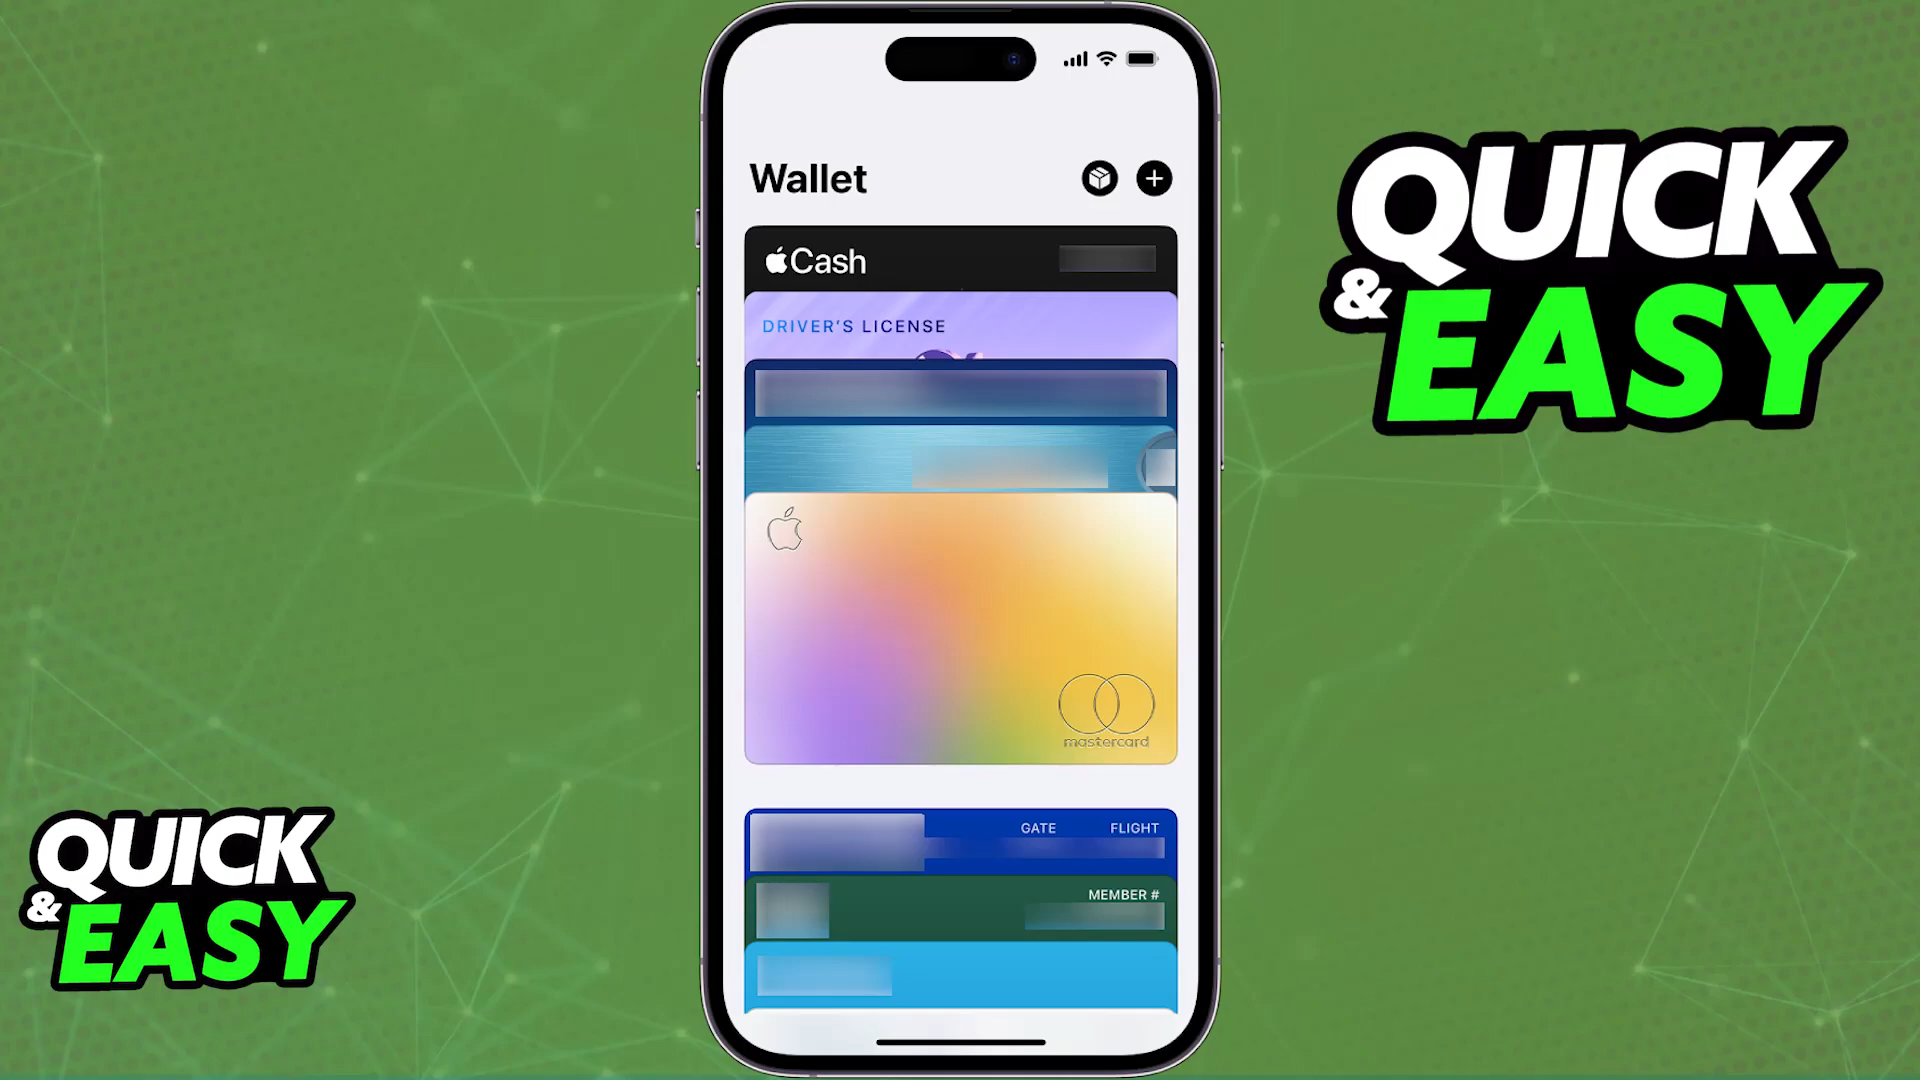 Wallet
Cash
DRIVER'S LICENSE
mastercard
GATE FLIGHT
MEMBER #
QUICK
& EASY
QUICK
& EASY